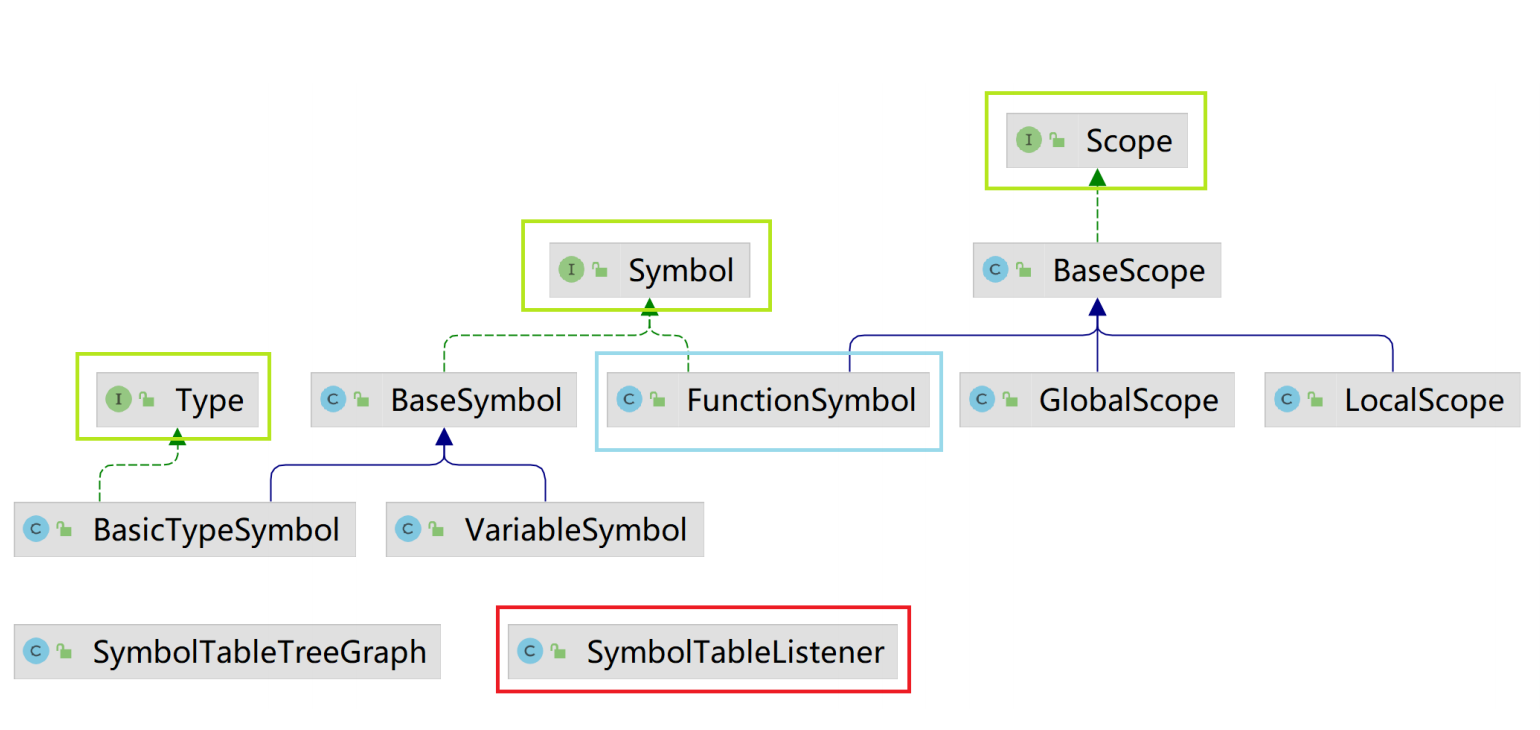 I Scope
I Symbol
C BaseScope
I Type
C BaseSymbol
C FunctionSymbol
C GlobalScope
C LocalScope
C BasicTypeSymbol
C VariableSymbol
C SymbolTableTreeGraph
C SymbolTableListener